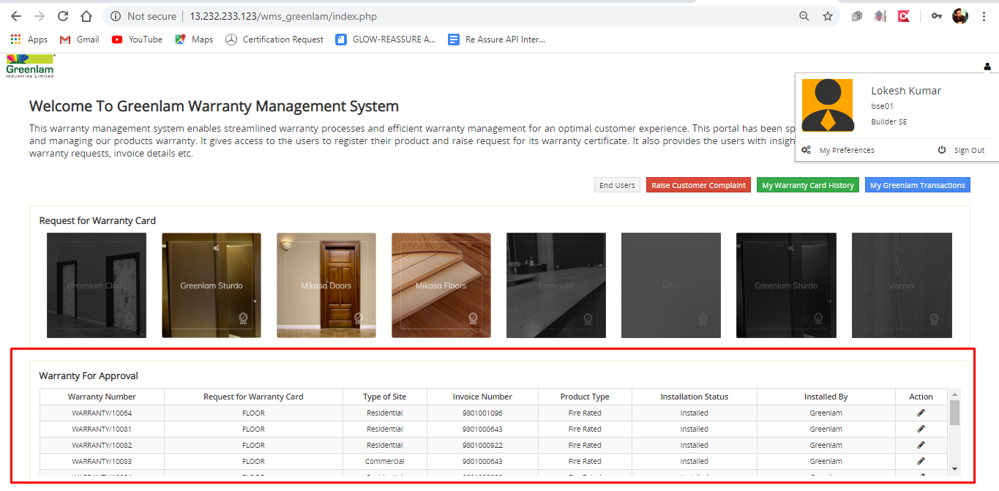 Not secure | 13.232.233.123/wms_greenlam/index.php
Apps Gmail YouTube Maps Certification Request GLOW-REASSURE A... Re Assure API Inter...
Greenlam
Industries Limited
Lokesh Kumar
bse01
Builder SE
My Preferences Sign Out
Welcome To Greenlam Warranty Management System
This warranty management system enables streamlined warranty processes and efficient warranty management for an optimal customer experience. This portal has been sp
and managing our products warranty. It gives access to the users to register their product and raise request for its warranty certificate. It also provides the users with insigh
warranty requests, invoice details etc.
End Users Raise Customer Complaint My Warranty Card History My Greenlam Transactions
Request for Warranty Card
Greenlam Clads Greenlam Sturdo Mikasa Doors Mikasa Floors Laminate MFC Greenlam Sturdo Veener
Warranty For Approval
Warranty Number Request for Warranty Card Type of Site Invoice Number Product Type Installation Status Installed By Action
WARRANTY/10064 FLOOR Residential 9801001096 Fire Rated Installed Greenlam
WARRANTY/10081 FLOOR Residential 9801000643 Fire Rated Installed Greenlam
WARRANTY/10082 FLOOR Residential 9801000922 Fire Rated Installed Greenlam
WARRANTY/10083 FLOOR Commercial 9801000643 Fire Rated Installed Greenlam